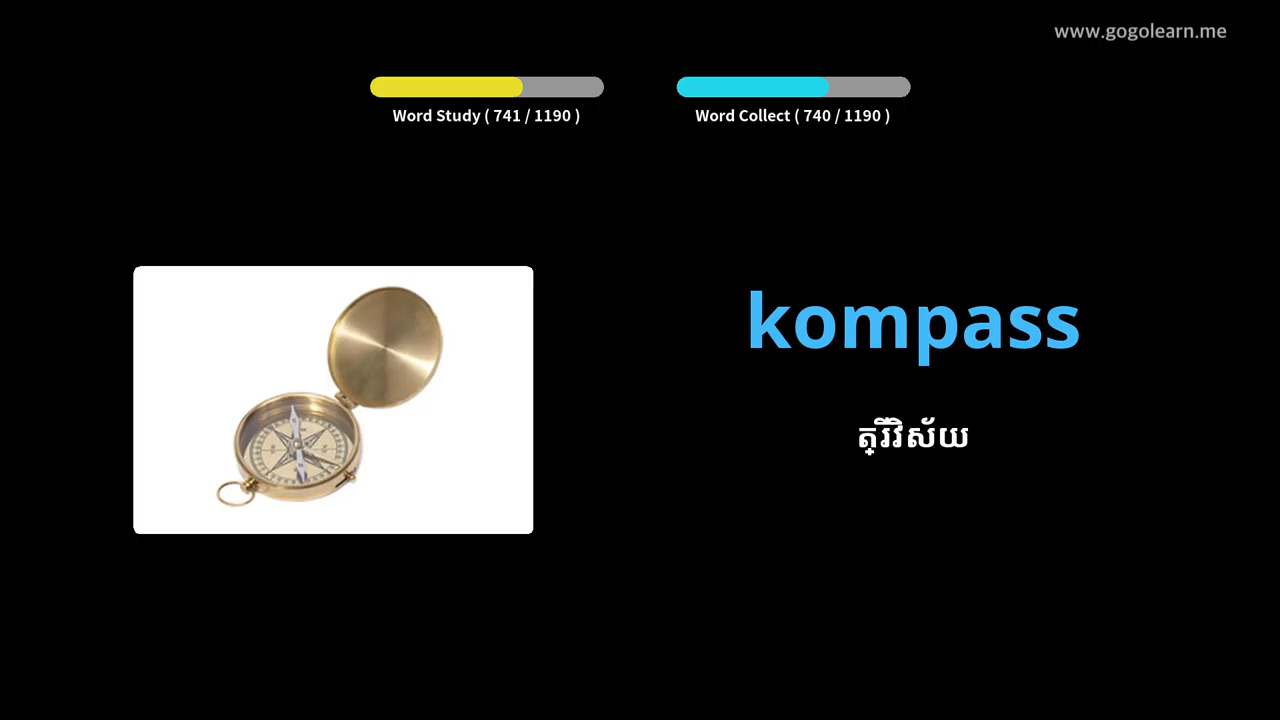 www.gogolearn.me
Word Study ( 741 / 1190 )
Word Collect ( 740 / 1190 )
kompass
ត្រីវិស័យ